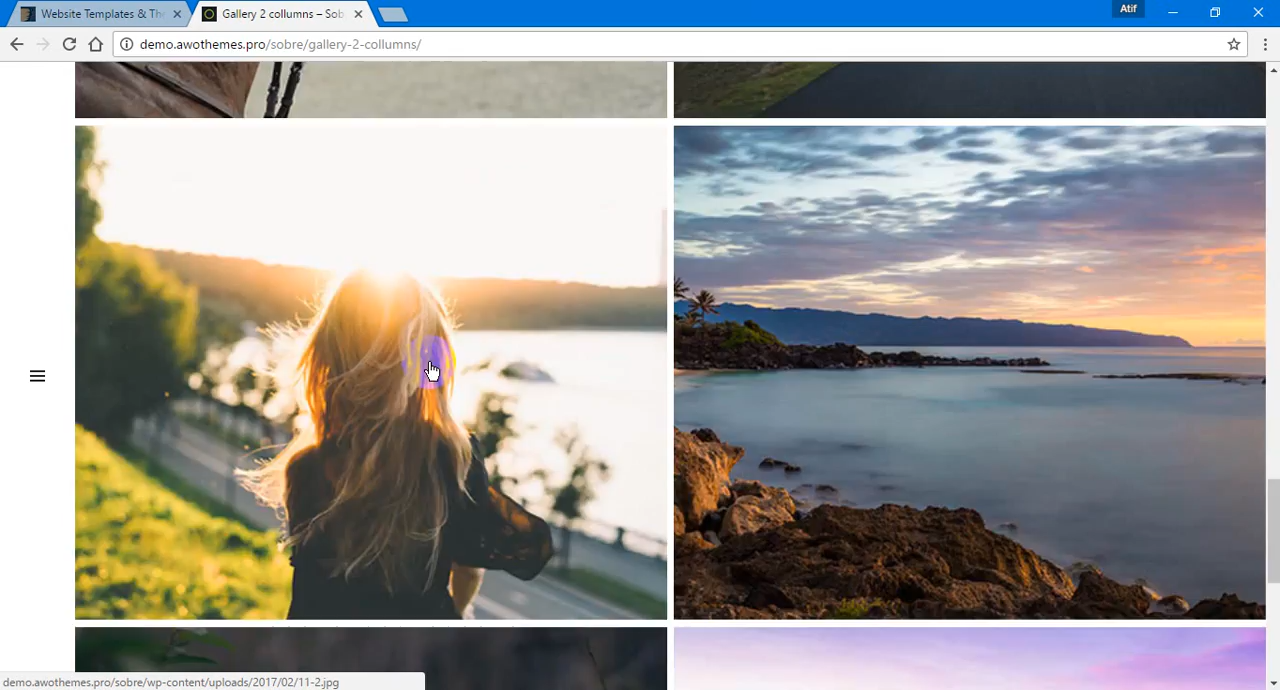 Website Templates & The
Gallery 2 collumns – Sob
Atif
demo.awothemes.pro/sobre/gallery-2-collumns/
demo.awothemes.pro/sobre/wp-content/uploads/2017/02/11-2.jpg